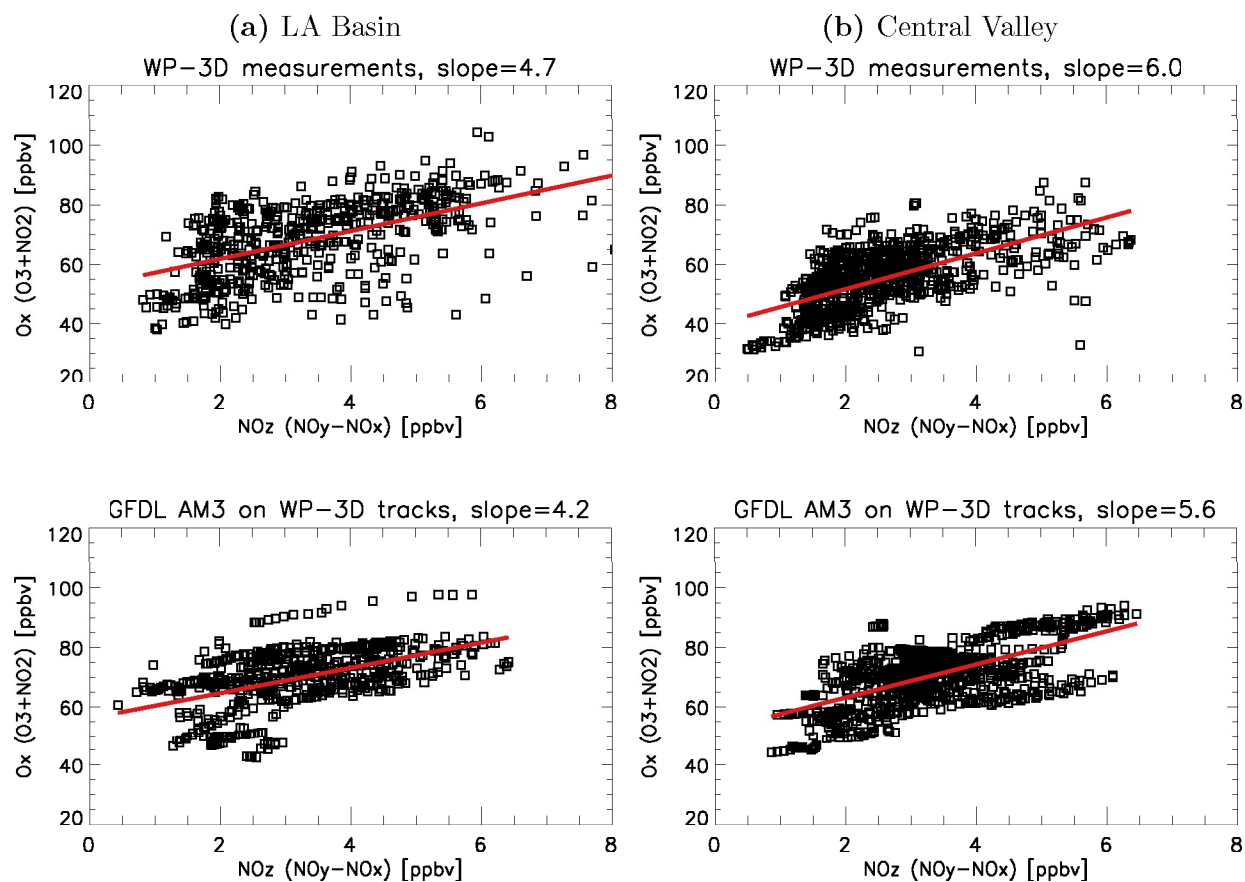 (a) LA Basin
(b) Central Valley
WP-3D measurements, slope=4.7
120
100
80
60
40
20
Ox (O3+NO2) [ppbv]
0 2 4 6 8
NOz (NOy-NOx) [ppbv]
WP-3D measurements, slope=6.0
120
100
80
60
40
20
Ox (O3+NO2) [ppbv]
0 2 4 6 8
NOz (NOy-NOx) [ppbv]
GFDL AM3 on WP-3D tracks, slope=4.2
120
100
80
60
40
20
Ox (O3+NO2) [ppbv]
0 2 4 6 8
NOz (NOy-NOx) [ppbv]
GFDL AM3 on WP-3D tracks, slope=5.6
120
100
80
60
40
20
Ox (O3+NO2) [ppbv]
0 2 4 6 8
NOz (NOy-NOx) [ppbv]